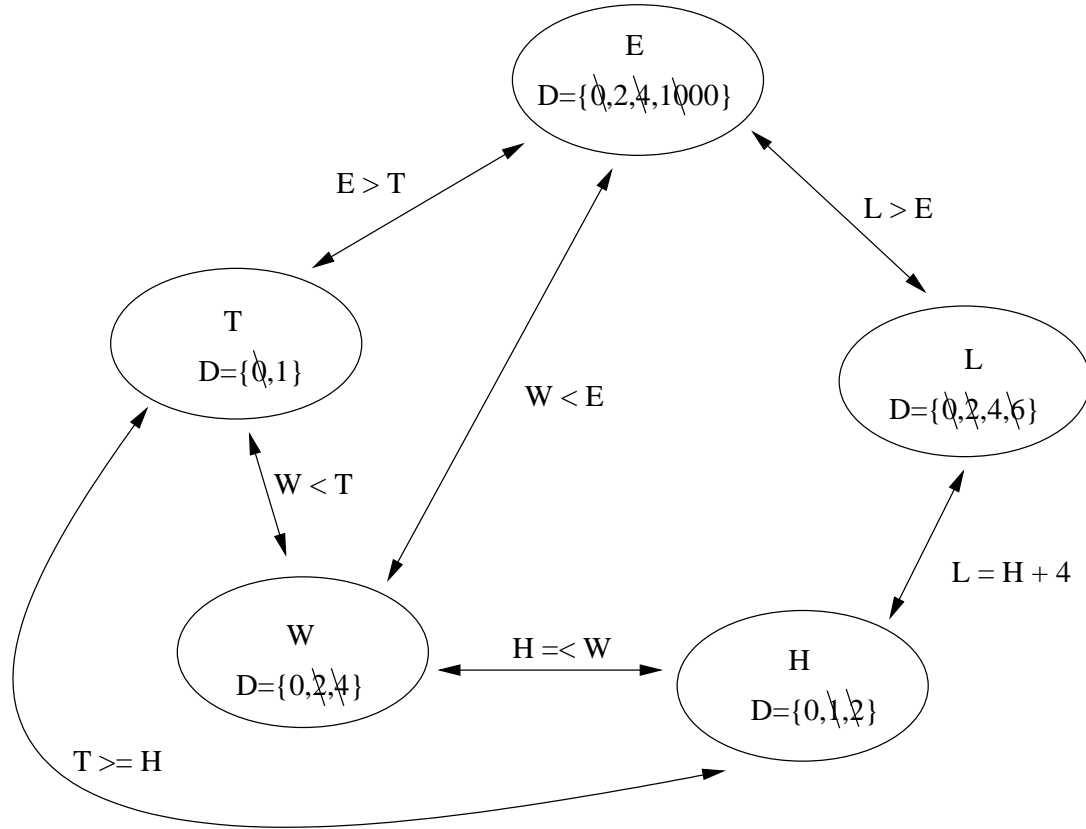 E
D={0,2,4,1000}
E > T
L > E
T
D={0,1}
L
D={0,2,4,6}
W < E
W < T
L = H + 4
W
D={0,2,4}
H =< W
H
D={0,1,2}
T >= H